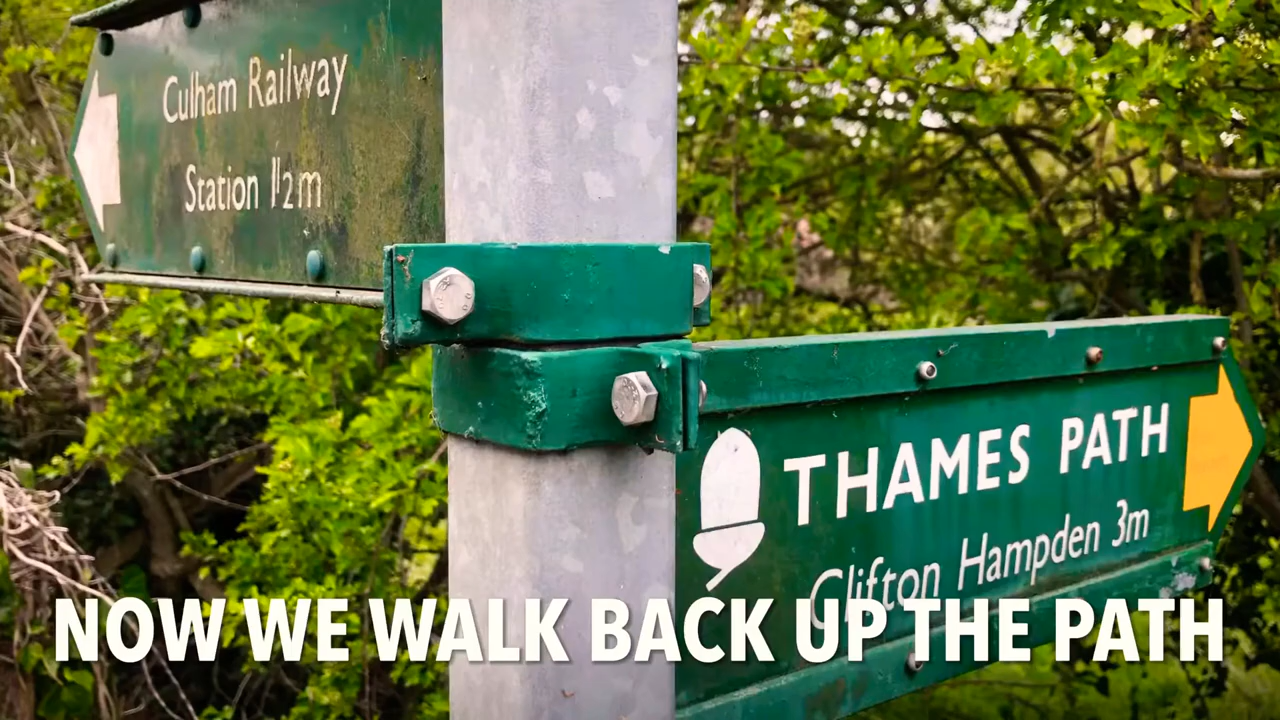 Culham Railway
Station 1½m
THAMES PATH
Clifton Hampden 3m
NOW WE WALK BACK UP THE PATH